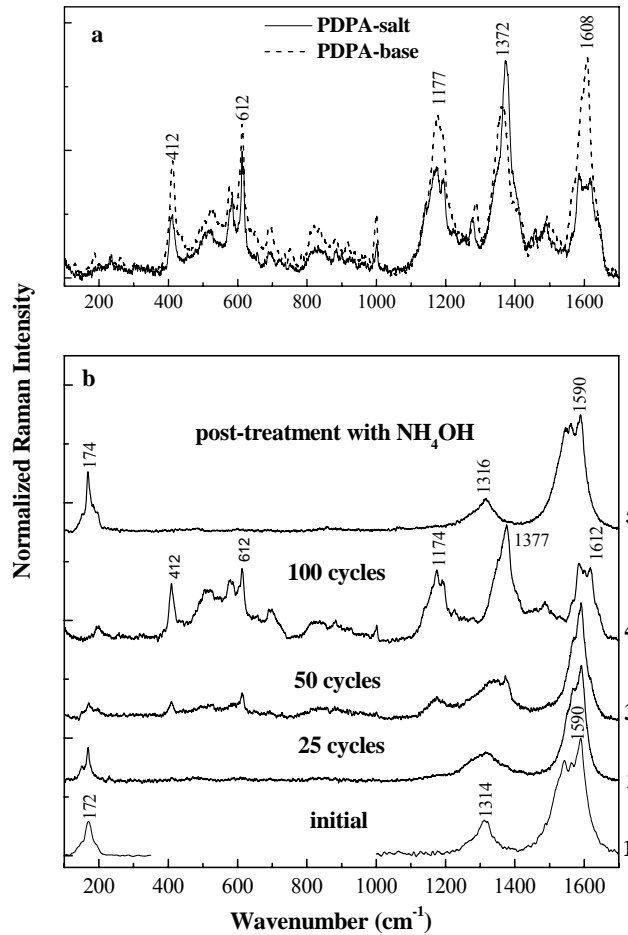 a
PDPA-salt
PDPA-base
412
612
1177
1372
1608
200 400 600 800 1000 1200 1400 1600
Normalized Raman Intensity
b
post-treatment with NH₄OH
174
1316
1590
100 cycles
412
612
1174
1377
1612
50 cycles
25 cycles
1590
initial
172
1314
1
200 400 600 800 1000 1200 1400 1600
Wavenumber (cm⁻¹)